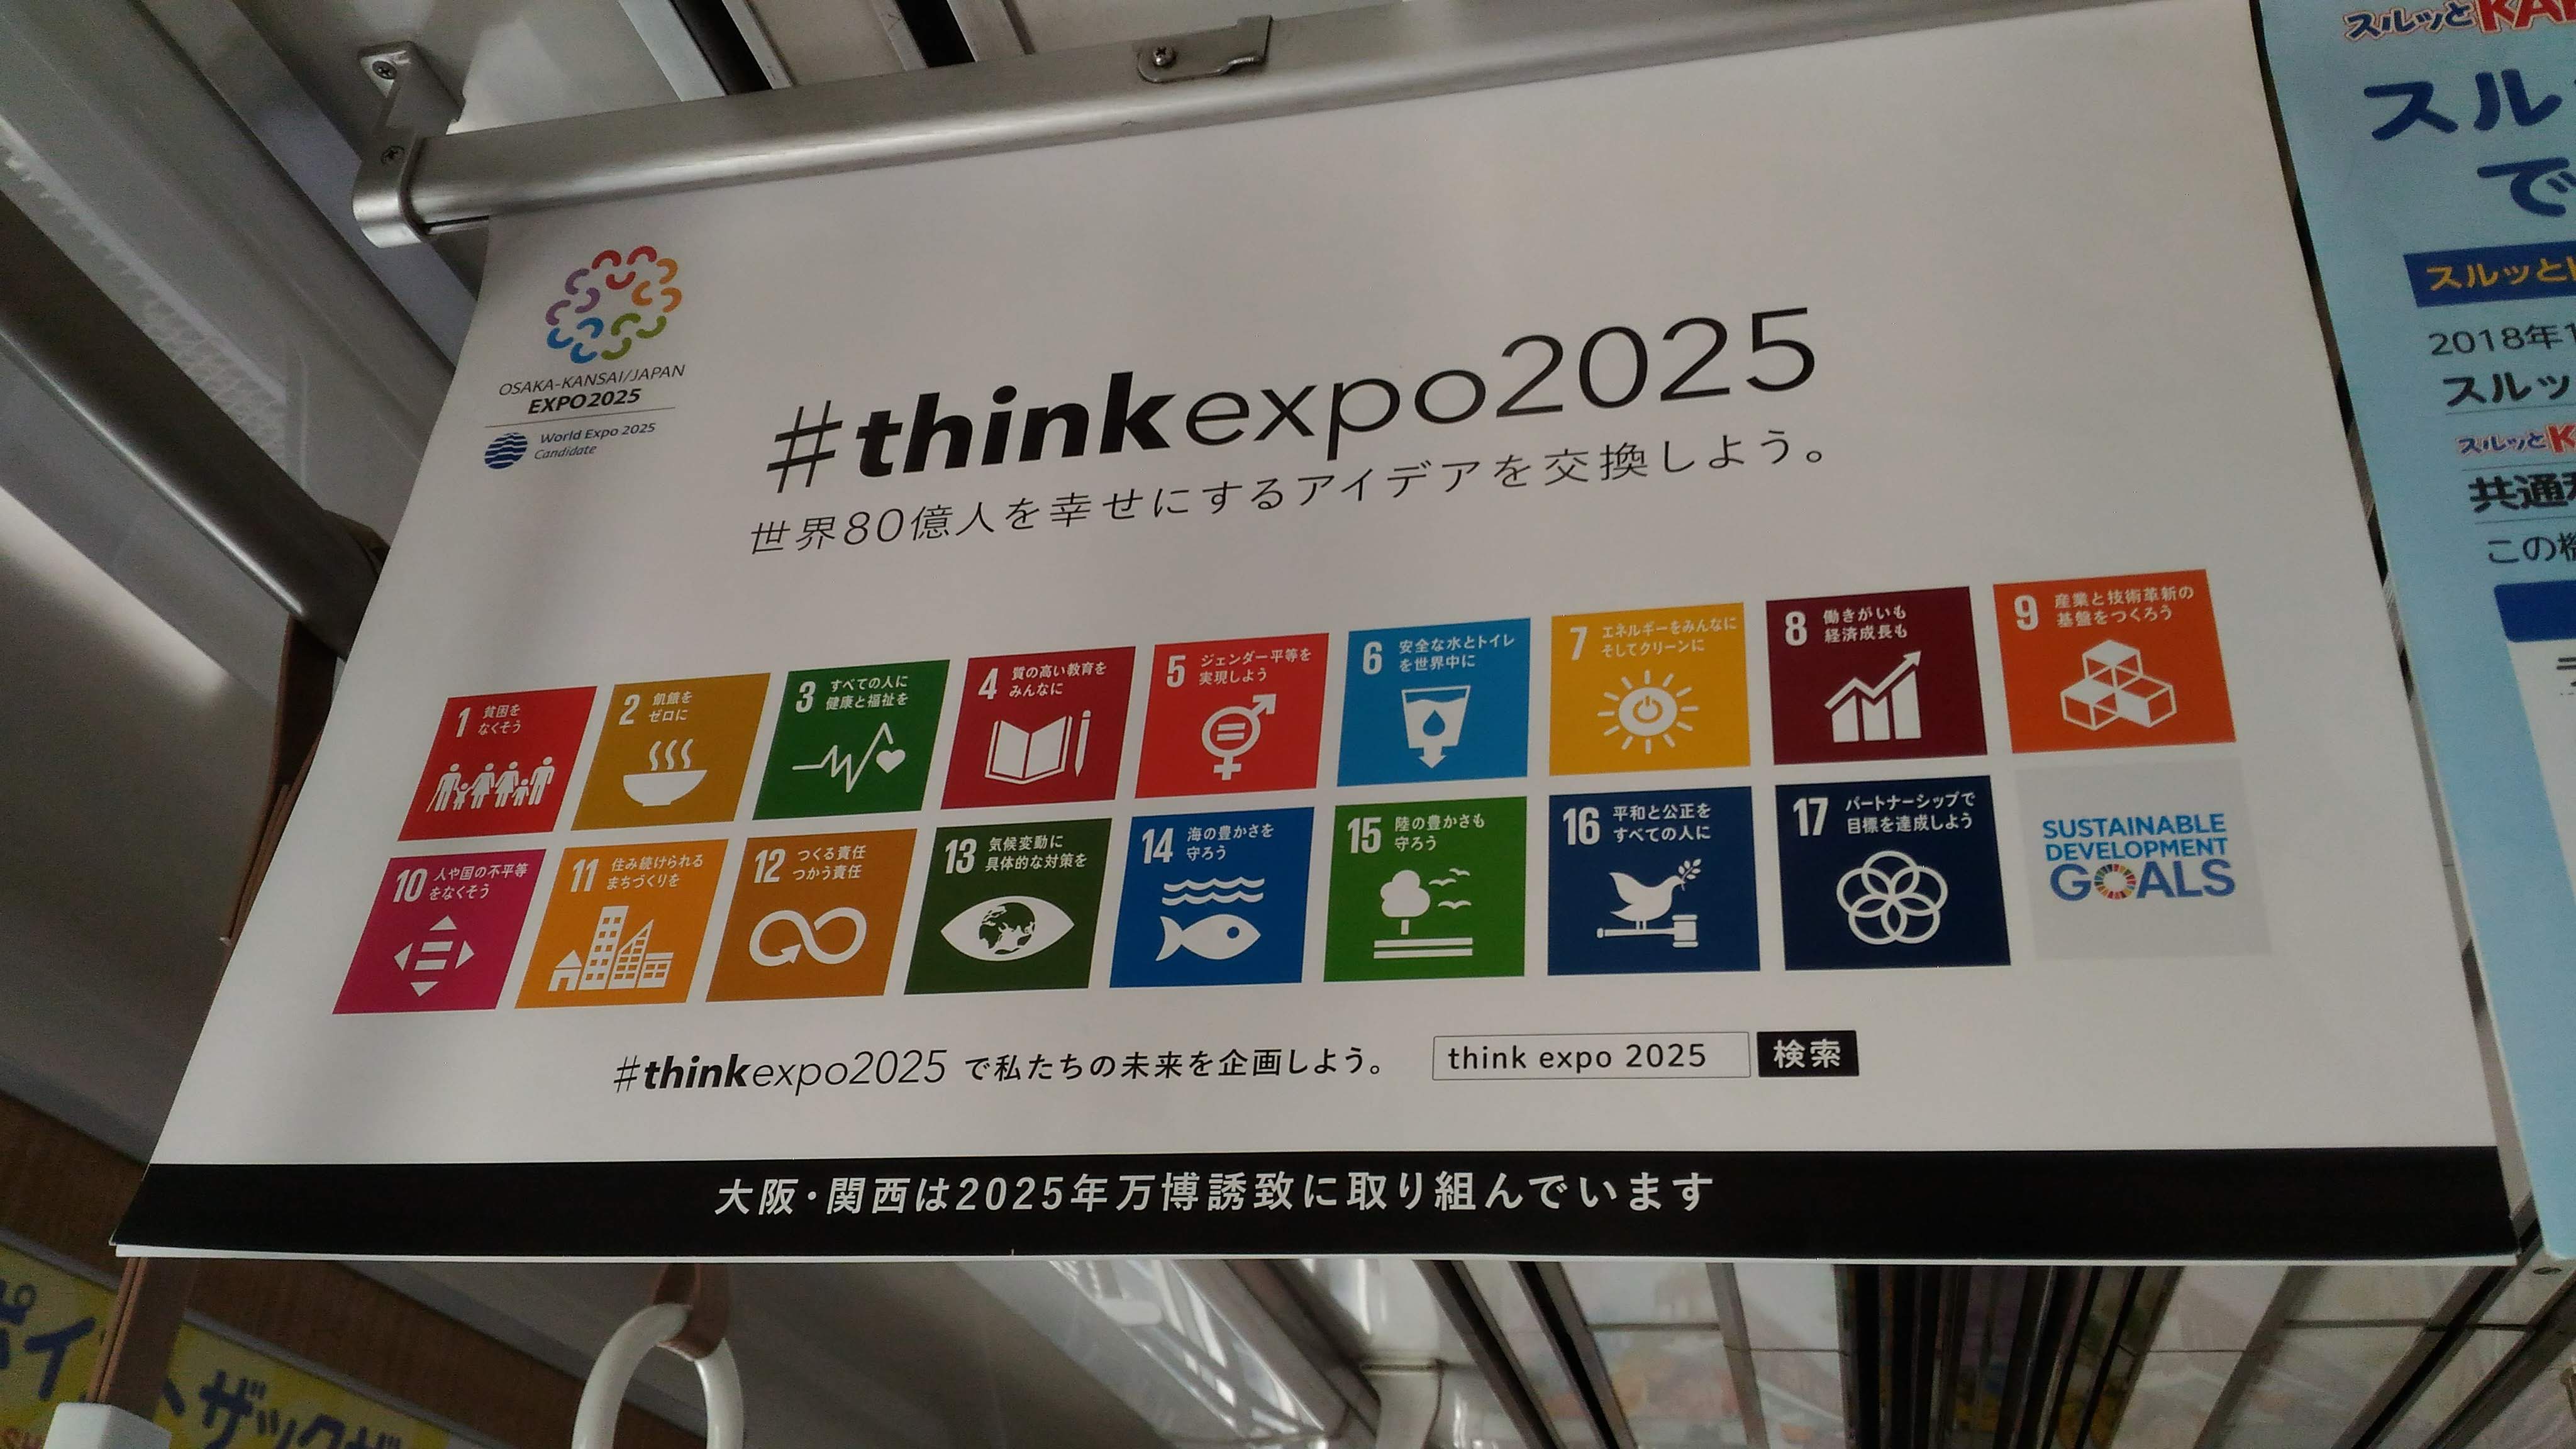 OSAKA-KANSAI/JAPAN
EXPO2025
World Expo 2025
Candidate
#thinkexpo2025
世界80億人を幸せにするアイデアを交換しよう。
1 貧困を
なくそう
2 飢餓を
ゼロに
3 すべての人に
健康と福祉を
4 質の高い教育を
みんなに
5 ジェンダー平等を
実現しよう
6 安全な水とトイレ
を世界中に
7 エネルギーをみんなに
そしてクリーンに
8 働きがいも
経済成長も
9 産業と技術革新の
基盤をつくろう
10 人や国の不平等
をなくそう
11 住み続けられる
まちづくりを
12 つくる責任
つかう責任
13 気候変動に
具体的な対策を
14 海の豊かさを
守ろう
15 陸の豊かさも
守ろう
16 平和と公正を
すべての人に
17 パートナーシップで
目標を達成しよう
SUSTAINABLE
DEVELOPMENT
GOALS
#thinkexpo2025 で私たちの未来を企画しよう。
think expo 2025 検索
大阪・関西は2025年万博誘致に取り組んでいます
スルッとKA
スル
で
スルッと
2018年
スルッ
スルッとK
共通
この
ザック